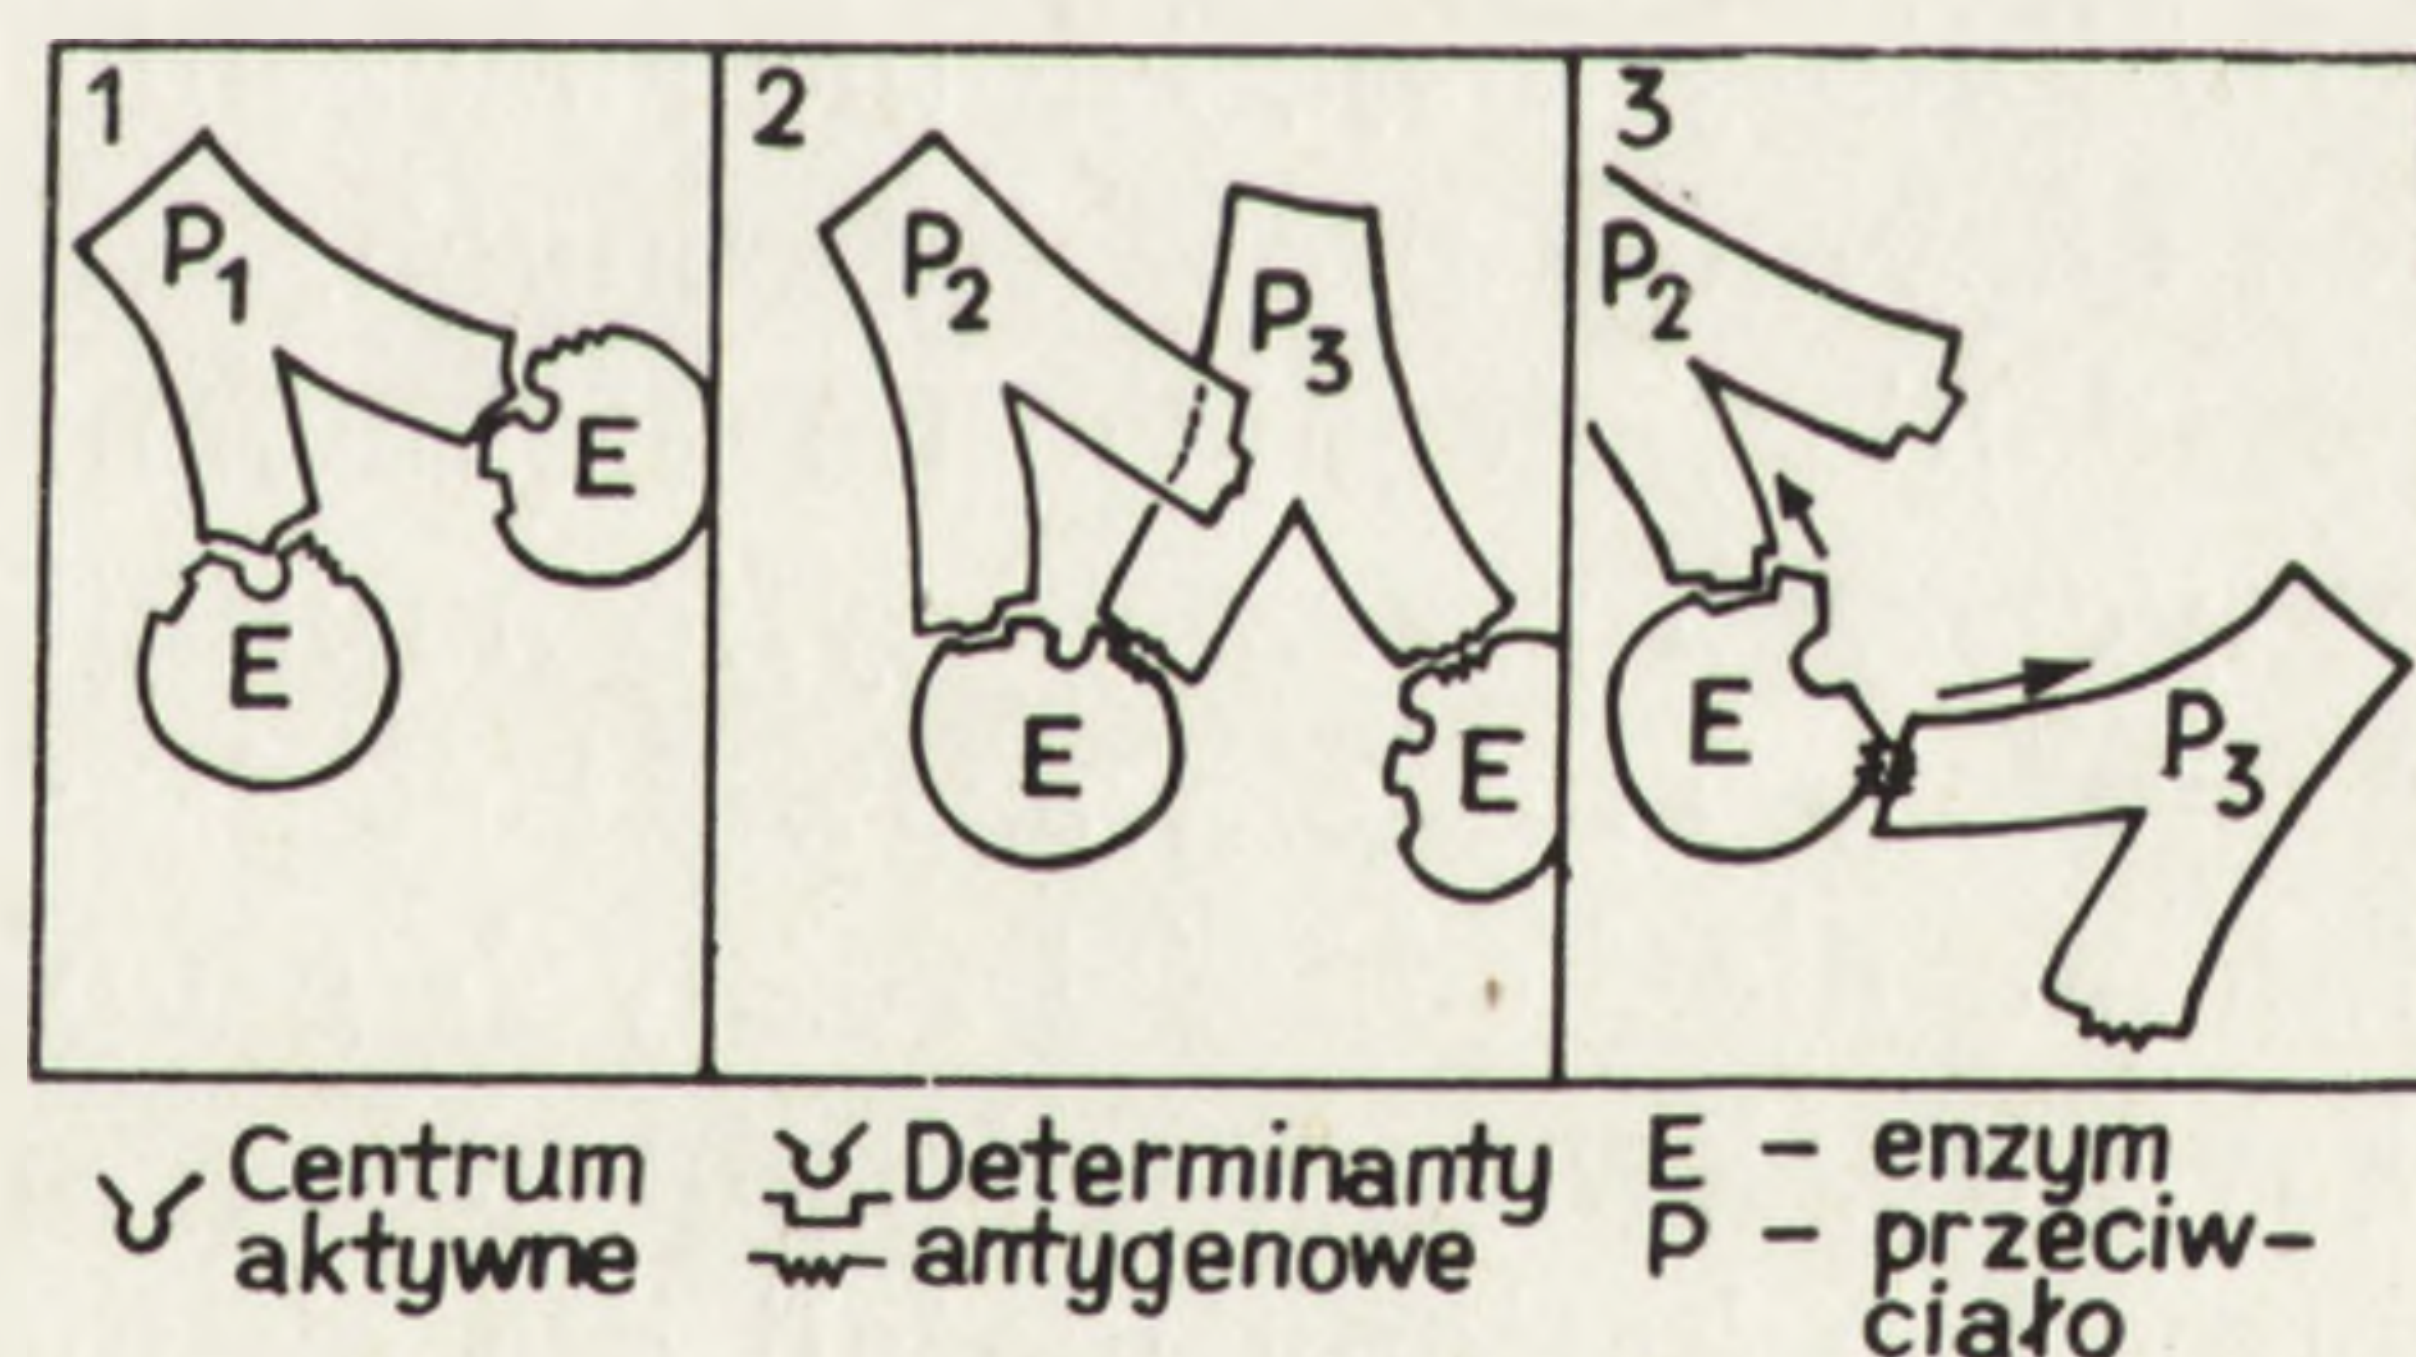 1
P1
E
E
2
P2
P3
E
E
3
P2
E
P3
Centrum
aktywne
Determinanty
antygenowe
E – enzym
P – przeciw–
ciało